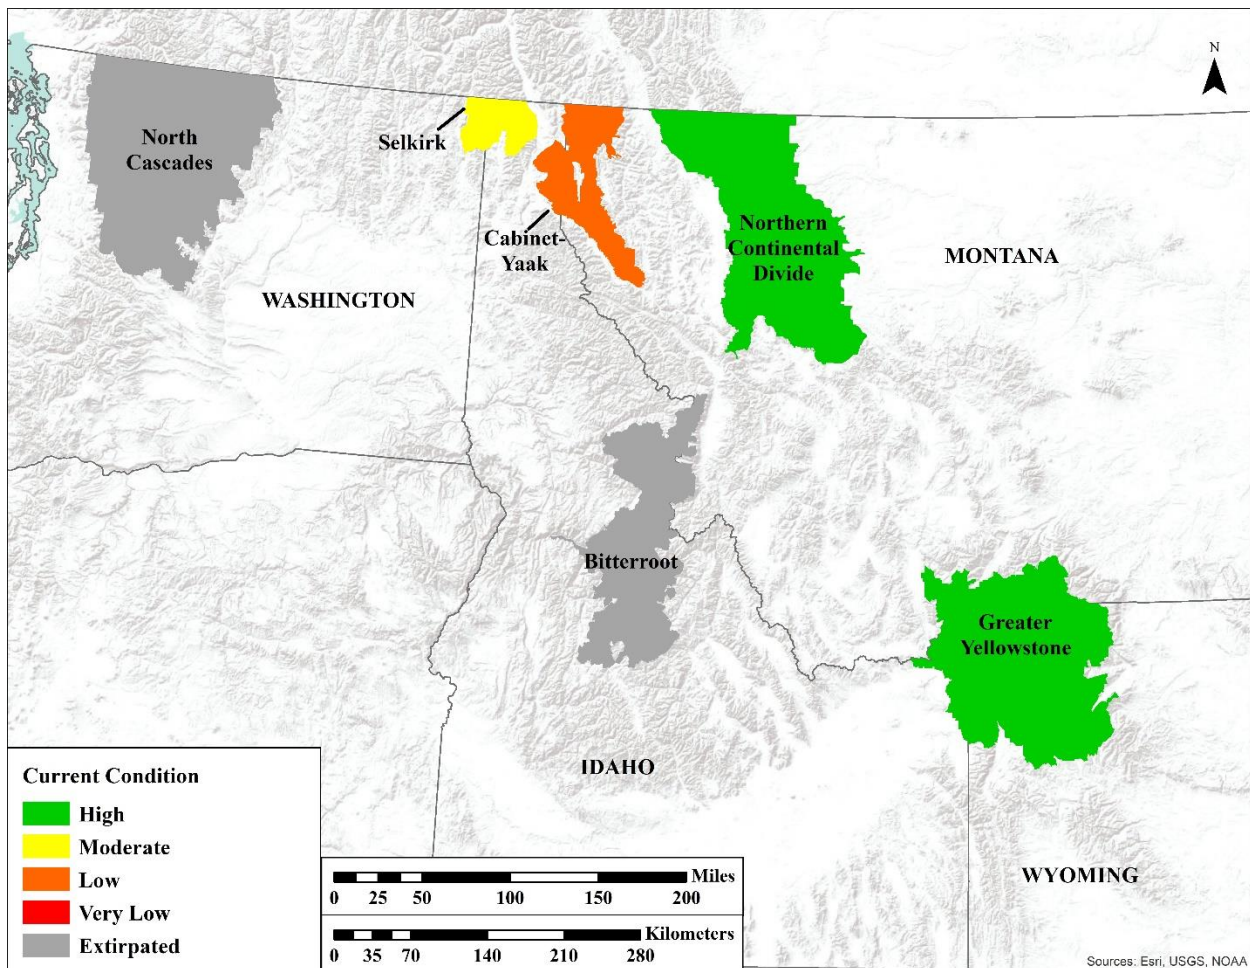 N
North
Cascades
Selkirk
Cabinet-
Yaak
Northern
Continental
Divide
MONTANA
WASHINGTON
Bitterroot
Greater
Yellowstone
IDAHO
WYOMING
Current Condition
High
Moderate
Low
Very Low
Extirpated
Miles
0 25 50 100 150 200
Kilometers
0 35 70 140 210 280
Sources: Esri, USGS, NOAA